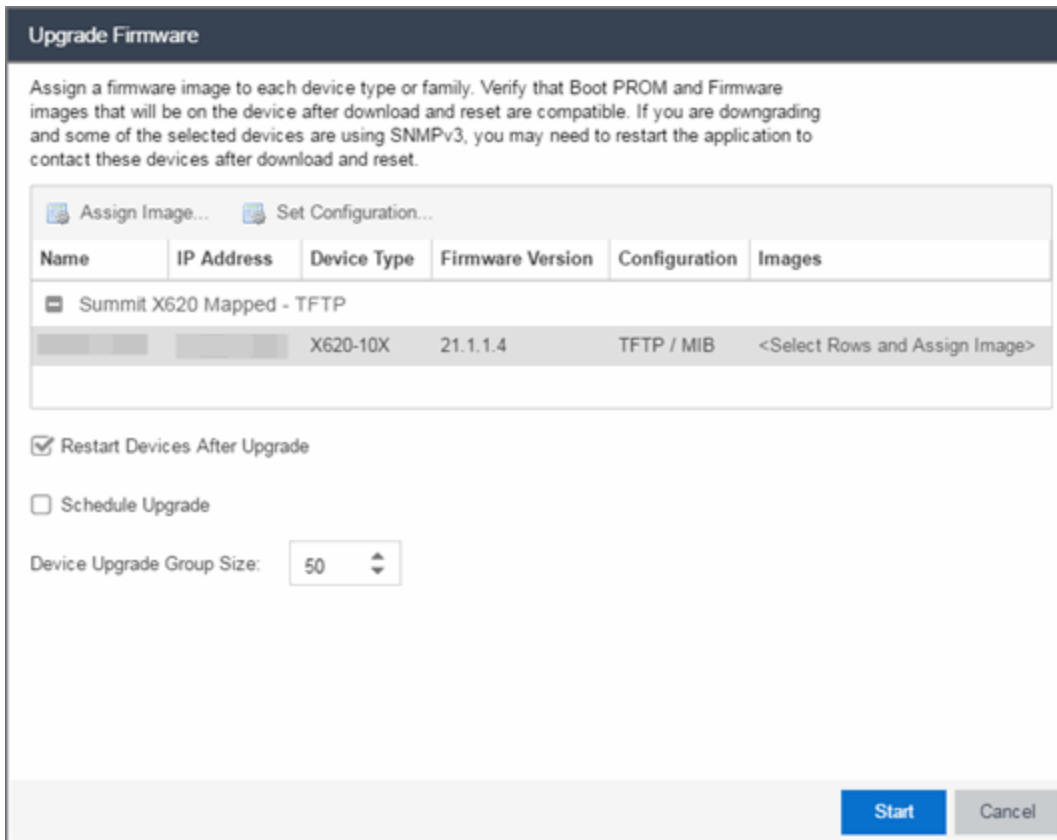 Upgrade Firmware
Assign a firmware image to each device type or family. Verify that Boot PROM and Firmware
images that will be on the device after download and reset are compatible. If you are downgrading
and some of the selected devices are using SNMPv3, you may need to restart the application to
contact these devices after download and reset.
Assign Image... Set Configuration...
Name IP Address Device Type Firmware Version Configuration Images
Summit X620 Mapped - TFTP
X620-10X 21.1.1.4 TFTP / MIB <Select Rows and Assign Image>
Restart Devices After Upgrade
Schedule Upgrade
Device Upgrade Group Size: 50
Start Cancel